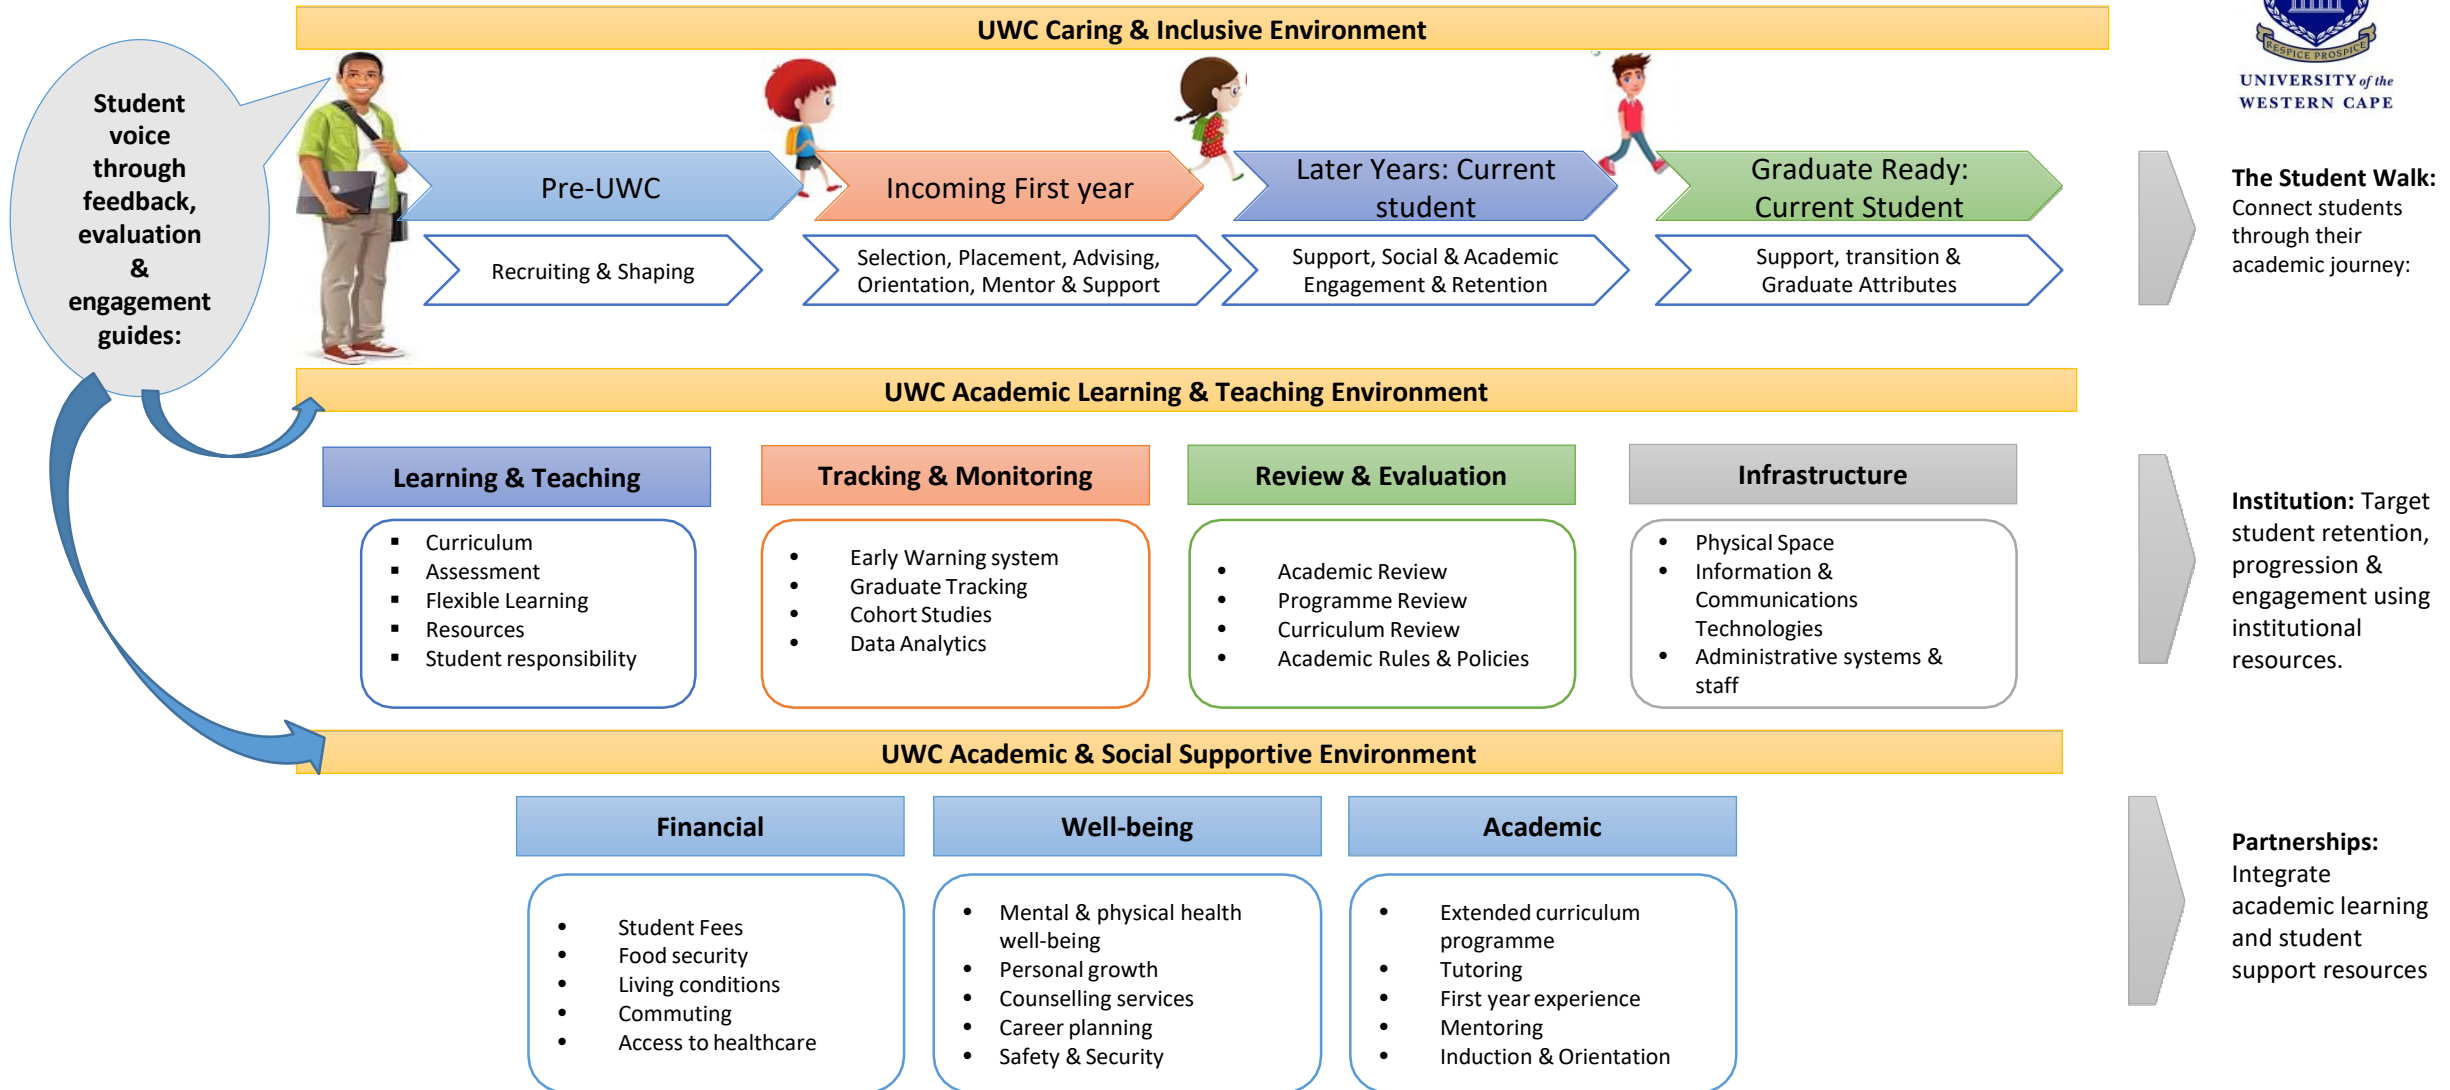 UWC Caring & Inclusive Environment
RESPICE PROSPICE
UNIVERSITY of the
WESTERN CAPE
Student
voice
through
feedback,
evaluation
&
engagement
guides:
Pre-UWC
Incoming First year
Later Years: Current
student
Graduate Ready:
Current Student
Recruiting & Shaping
Selection, Placement, Advising,
Orientation, Mentor & Support
Support, Social & Academic
Engagement & Retention
Support, transition &
Graduate Attributes
The Student Walk:
Connect students
through their
academic journey:
UWC Academic Learning & Teaching Environment
Learning & Teaching
▪ Curriculum
▪ Assessment
▪ Flexible Learning
▪ Resources
▪ Student responsibility
Tracking & Monitoring
• Early Warning system
• Graduate Tracking
• Cohort Studies
• Data Analytics
Review & Evaluation
• Academic Review
• Programme Review
• Curriculum Review
• Academic Rules & Policies
Infrastructure
• Physical Space
• Information &
Communications
Technologies
• Administrative systems &
staff
Institution: Target
student retention,
progression &
engagement using
institutional
resources.
UWC Academic & Social Supportive Environment
Financial
• Student Fees
• Food security
• Living conditions
• Commuting
• Access to healthcare
Well-being
• Mental & physical health
well-being
• Personal growth
• Counselling services
• Career planning
• Safety & Security
Academic
• Extended curriculum
programme
• Tutoring
• First year experience
• Mentoring
• Induction & Orientation
Partnerships:
Integrate
academic learning
and student
support resources